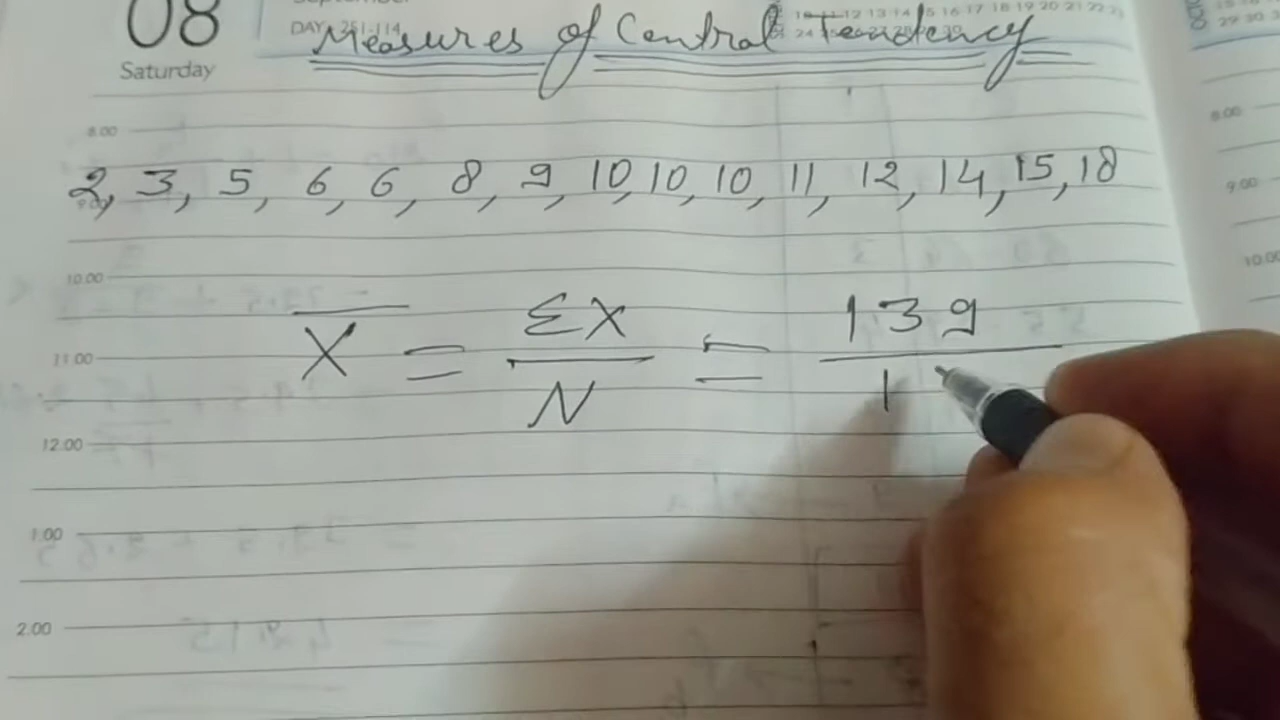 08
Saturday
DAY 251-114
Measures of Central Tendency
8.00
2, 3, 5, 6, 6, 8, 9, 10, 10, 10, 11, 12, 14, 15, 18
9.00
9.00
10.00
10.00
X̄ = ΣX / N = 139 / 1
11.00
12.00
1.00
2.00
8.00